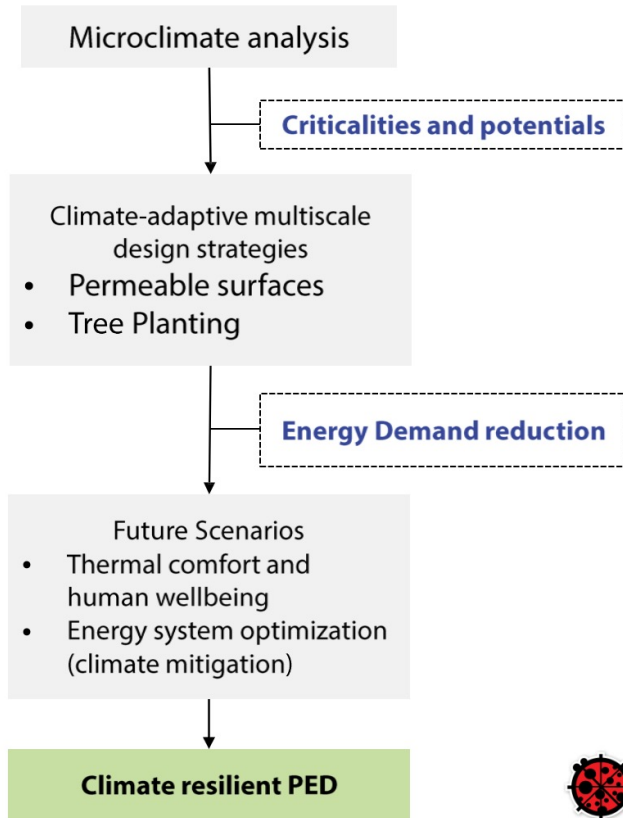 Microclimate analysis
Criticalities and potentials
Climate-adaptive multiscale
design strategies
• Permeable surfaces
• Tree Planting
Energy Demand reduction
Future Scenarios
• Thermal comfort and
human wellbeing
• Energy system optimization
(climate mitigation)
Climate resilient PED